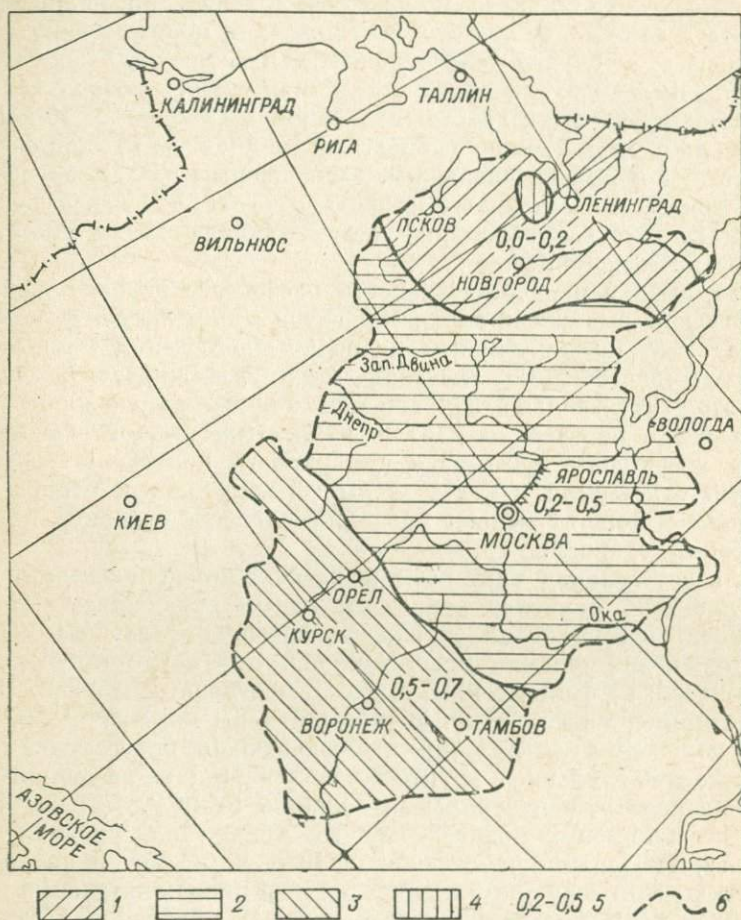 КАЛИНИНГРАД
ТАЛЛИН
РИГА
ЛЕНИНГРАД
ПСКОВ
ВИЛЬНЮС
0,0-0,2
НОВГОРОД
Зап. Двина
Днепр
ВОЛОГДА
ЯРОСЛАВЛЬ
0,2-0,5
КИЕВ
МОСКВА
ОРЕЛ
Ока
КУРСК
0,5-0,7
ВОРОНЕЖ
ТАМБОВ
АЗОВСКОЕ
МОРЕ
1 2 3 4 0,2-0,5 5 6